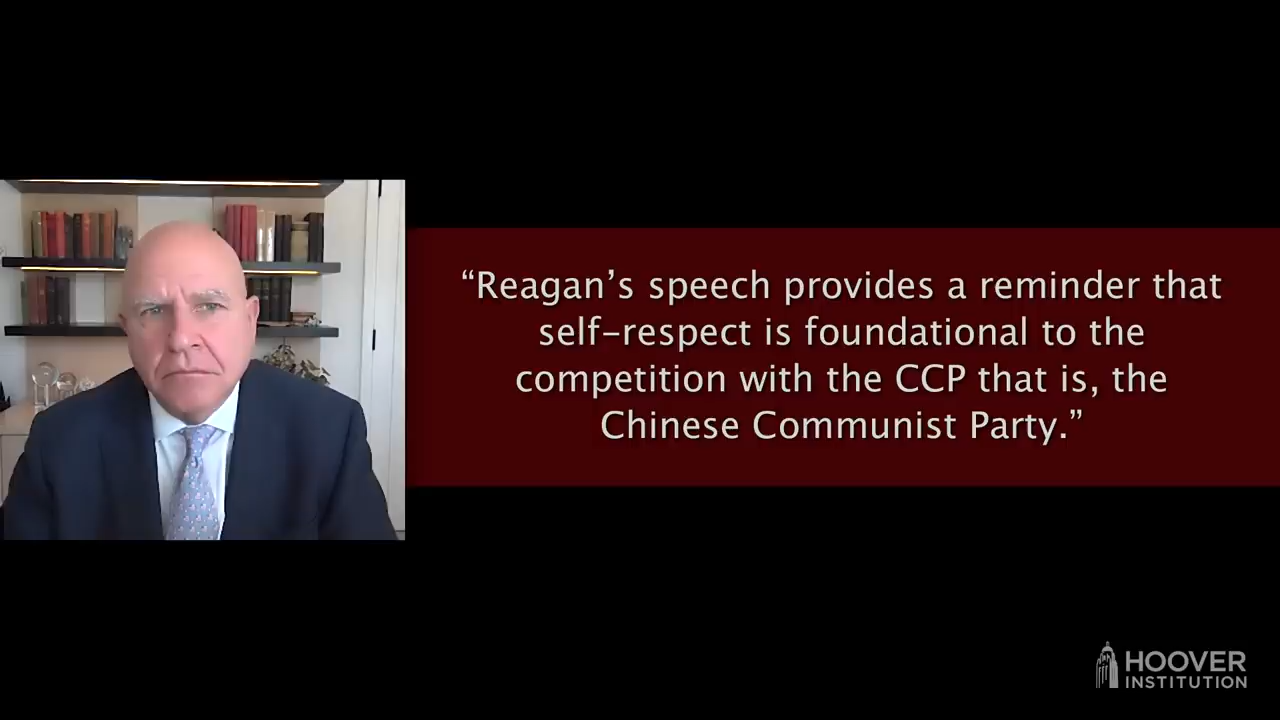 “Reagan’s speech provides a reminder that
self-respect is foundational to the
competition with the CCP that is, the
Chinese Communist Party.”
HOOVER
INSTITUTION